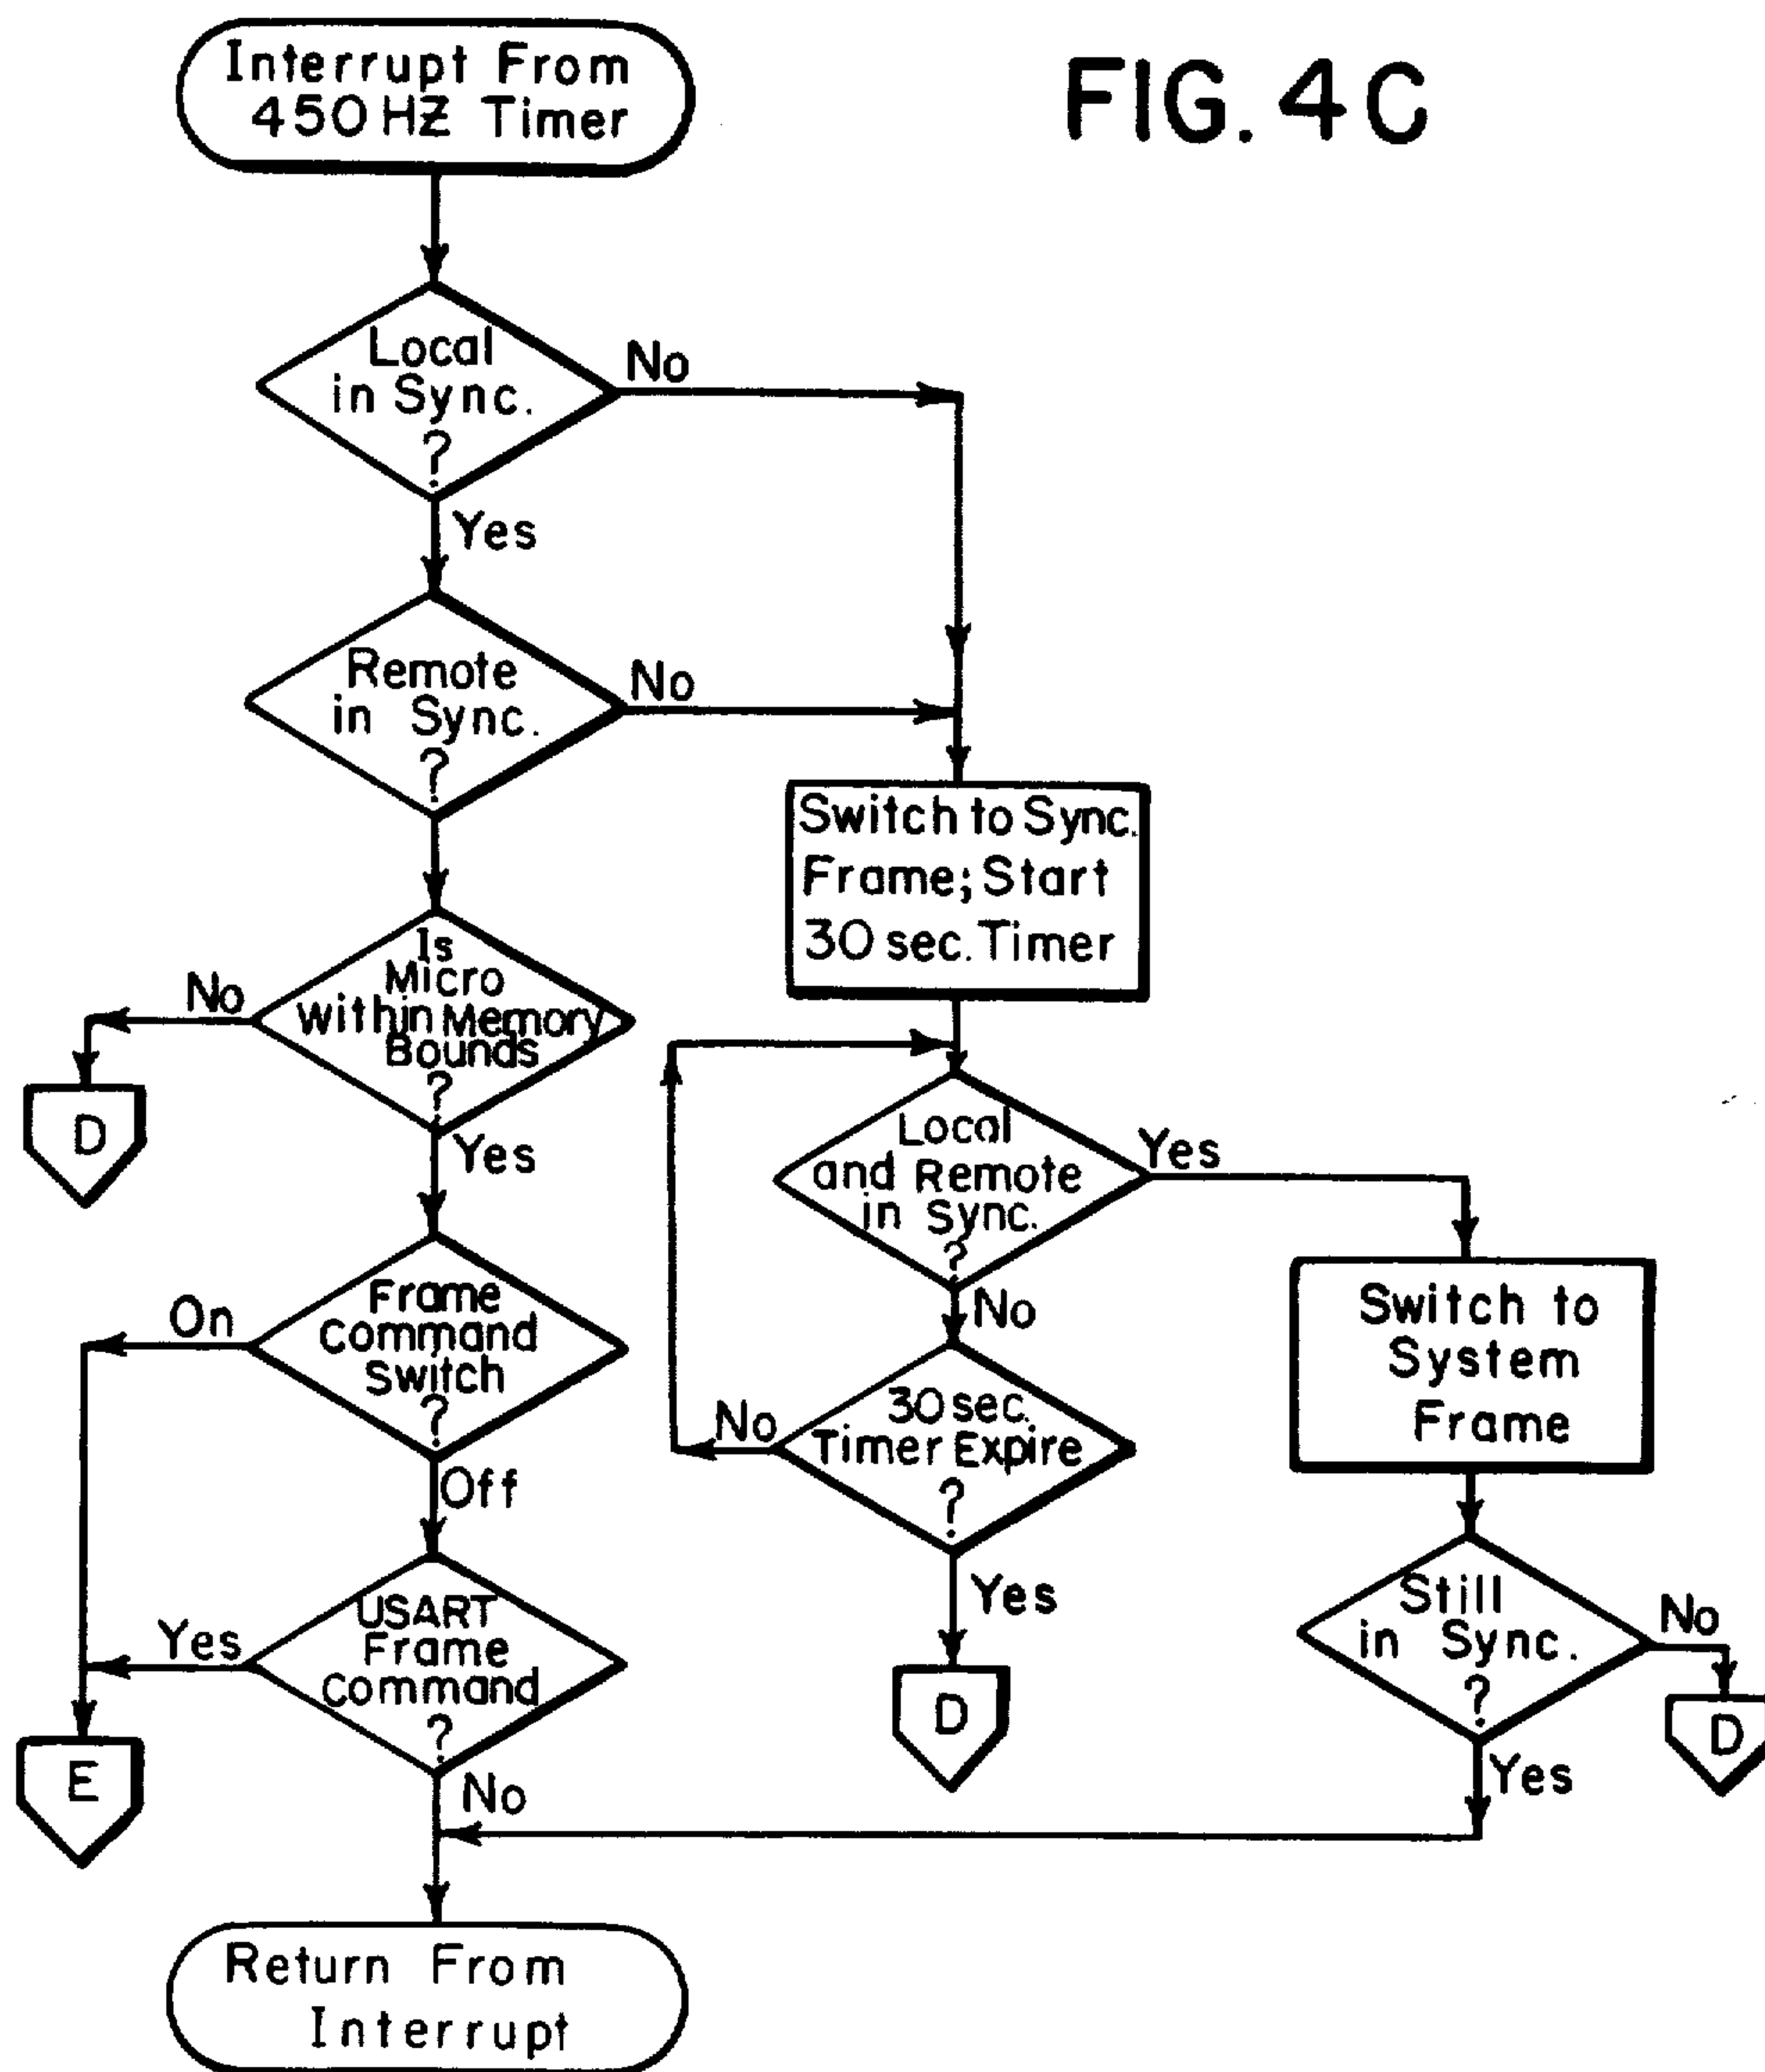 FIG. 4C
Interrupt From
450 HZ Timer
Local
in Sync.
?
No
Yes
Remote
in Sync.
?
No
Switch to Sync.
Frame; Start
30 sec. Timer
Is
Micro
Within Memory
Bounds
?
No
D
Yes
Local
and Remote
in Sync.
?
Yes
No
Frame
Command
Switch
?
On
Off
30 sec.
Timer Expire
?
No
Yes
D
Switch to
System
Frame
Still
in Sync.
?
No
D
Yes
USART
Frame
Command
?
Yes
E
No
Return From
Interrupt